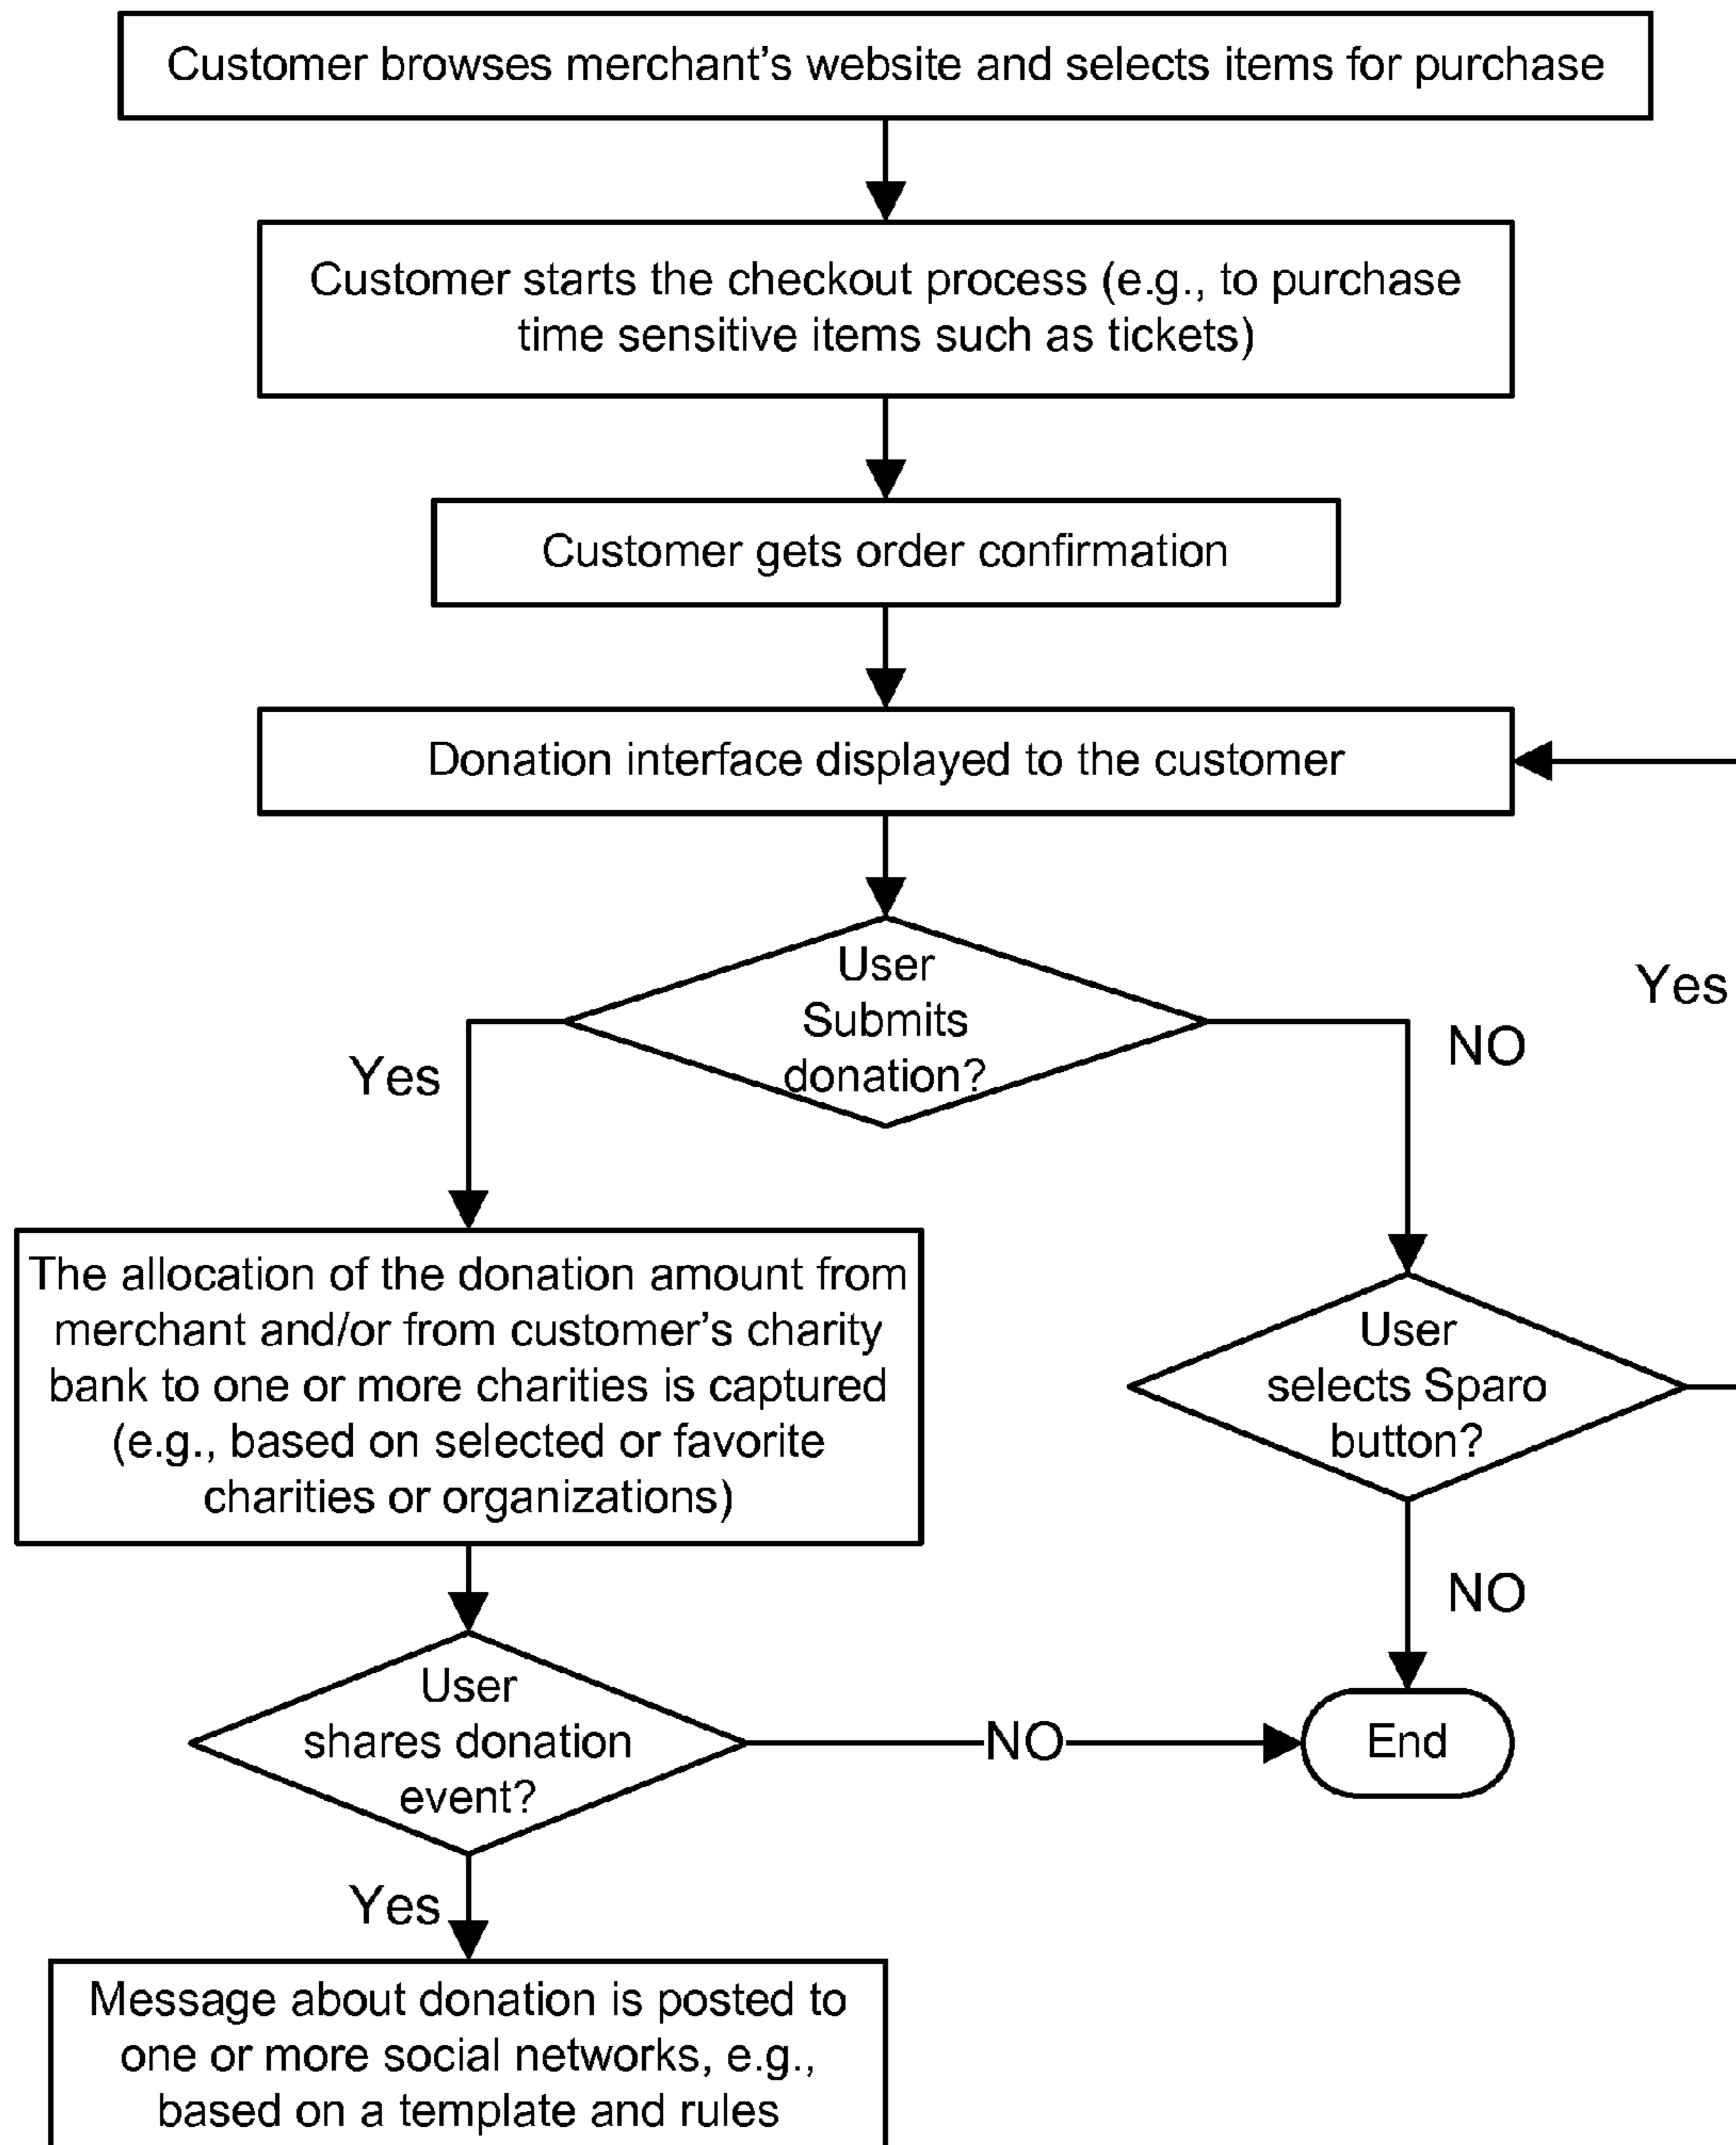 Customer browses merchant’s website and selects items for purchase
Customer starts the checkout process (e.g., to purchase
time sensitive items such as tickets)
Customer gets order confirmation
Donation interface displayed to the customer
User
Submits
donation?
Yes
NO
Yes
The allocation of the donation amount from
merchant and/or from customer’s charity
bank to one or more charities is captured
(e.g., based on selected or favorite
charities or organizations)
User
selects Sparo
button?
NO
User
shares donation
event?
NO
End
Yes
Message about donation is posted to
one or more social networks, e.g.,
based on a template and rules